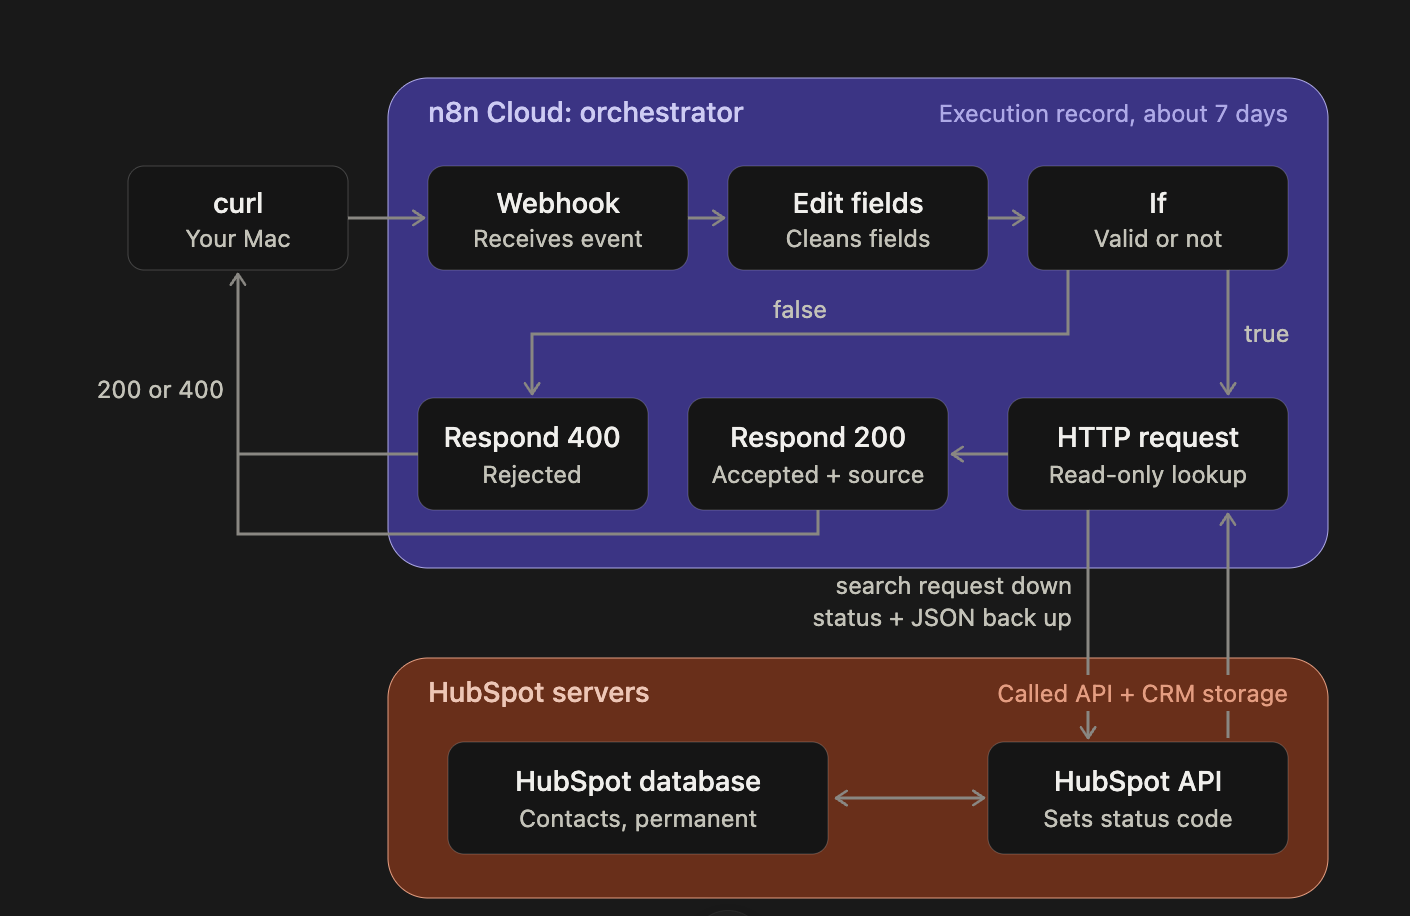 n8n Cloud: orchestrator
Execution record, about 7 days
curl
Your Mac
Webhook
Receives event
Edit fields
Cleans fields
If
Valid or not
false
true
200 or 400
Respond 400
Rejected
Respond 200
Accepted + source
HTTP request
Read-only lookup
search request down
status + JSON back up
HubSpot servers
Called API + CRM storage
HubSpot database
Contacts, permanent
HubSpot API
Sets status code